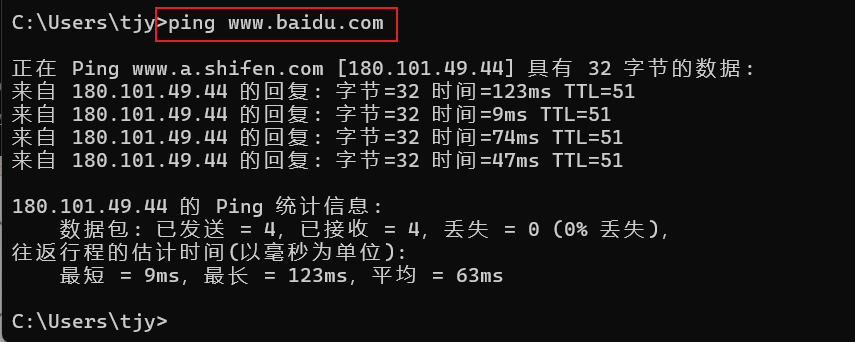 C:\Users\tjy>ping www.baidu.com
正在 Ping www.a.shifen.com [180.101.49.44] 具有 32 字节的数据:
来自 180.101.49.44 的回复: 字节=32 时间=123ms TTL=51
来自 180.101.49.44 的回复: 字节=32 时间=9ms TTL=51
来自 180.101.49.44 的回复: 字节=32 时间=74ms TTL=51
来自 180.101.49.44 的回复: 字节=32 时间=47ms TTL=51
180.101.49.44 的 Ping 统计信息:
数据包: 已发送 = 4, 已接收 = 4, 丢失 = 0 (0% 丢失),
往返行程的估计时间(以毫秒为单位):
最短 = 9ms, 最长 = 123ms, 平均 = 63ms
C:\Users\tjy>